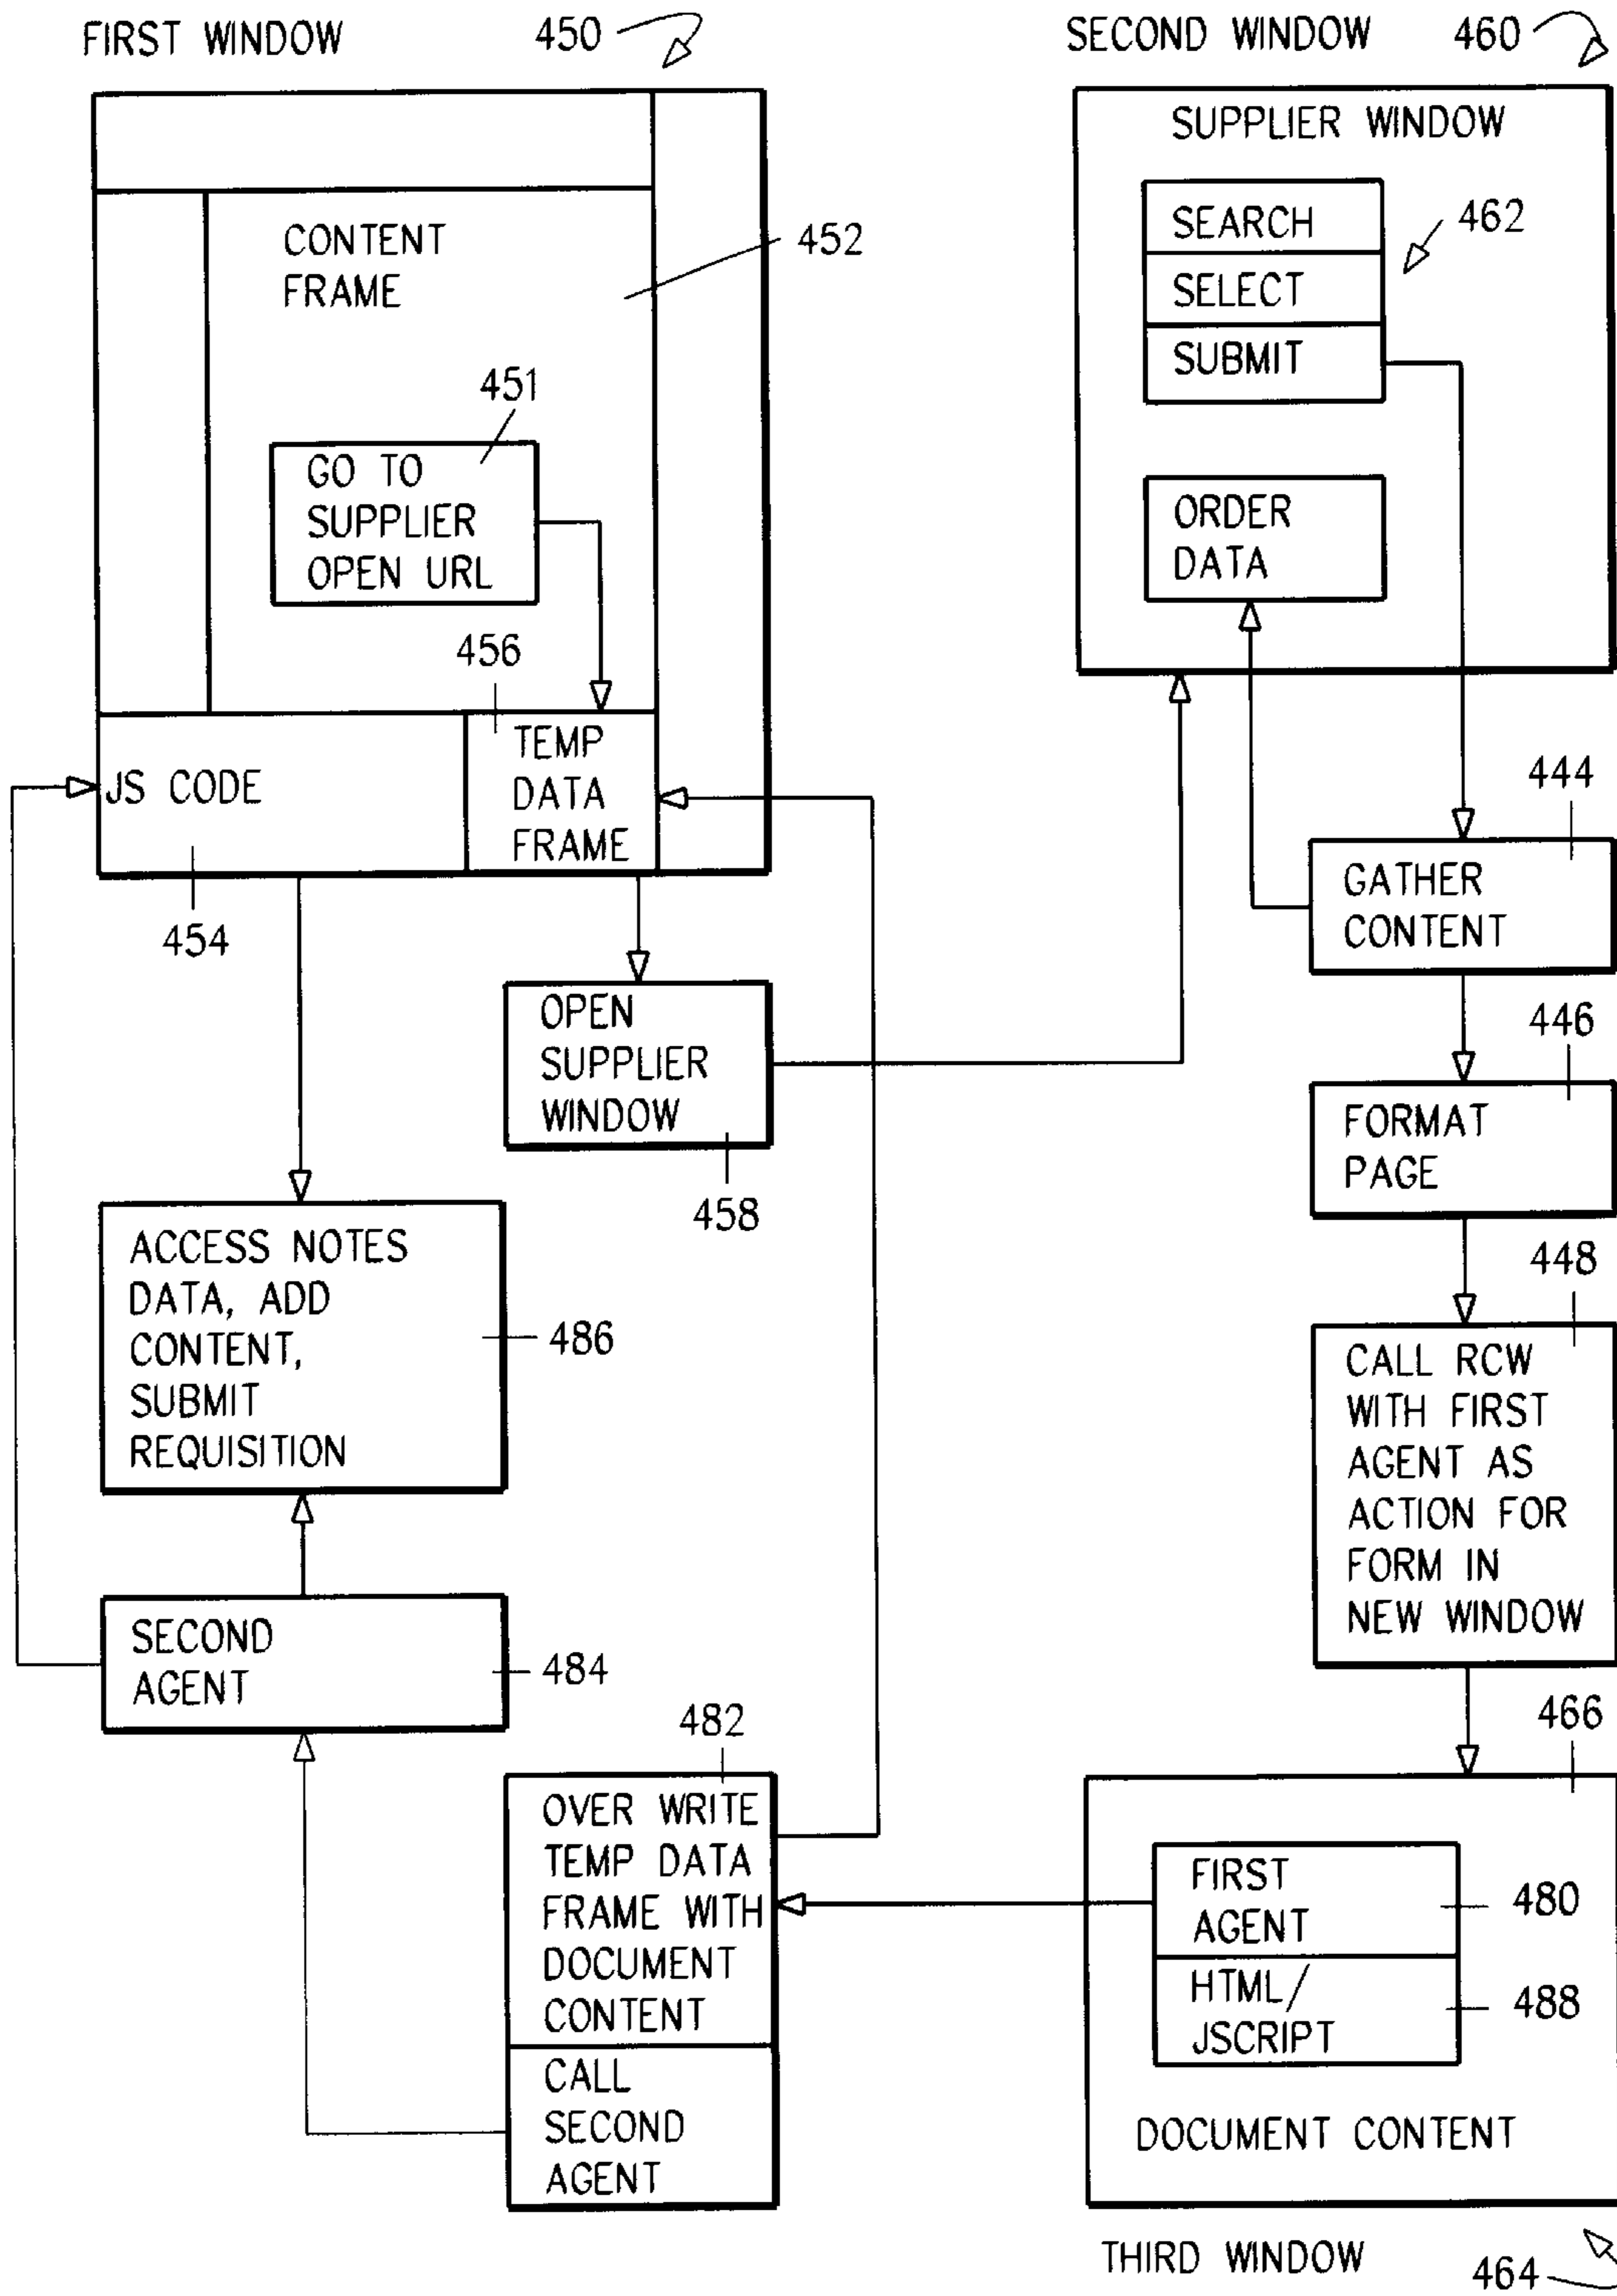 FIRST WINDOW
450
CONTENT
FRAME
452
451
GO TO
SUPPLIER
OPEN URL
456
JS CODE
TEMP
DATA
FRAME
454
OPEN
SUPPLIER
WINDOW
458
ACCESS NOTES
DATA, ADD
CONTENT,
SUBMIT
REQUISITION
486
SECOND
AGENT
484
482
OVER WRITE
TEMP DATA
FRAME WITH
DOCUMENT
CONTENT
CALL
SECOND
AGENT
SECOND WINDOW
460
SUPPLIER WINDOW
SEARCH
SELECT
SUBMIT
462
ORDER
DATA
444
GATHER
CONTENT
446
FORMAT
PAGE
448
CALL RCW
WITH FIRST
AGENT AS
ACTION FOR
FORM IN
NEW WINDOW
466
FIRST
AGENT
480
HTML/
JSCRIPT
488
DOCUMENT CONTENT
THIRD WINDOW
464